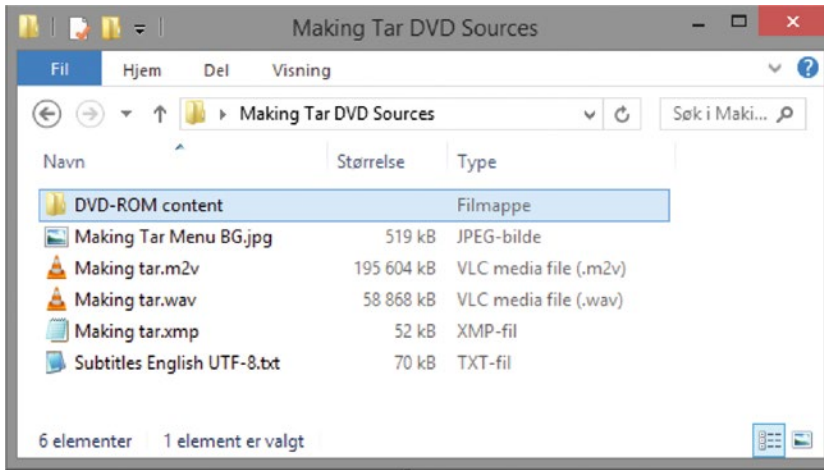 Making Tar DVD Sources
Fil Hjem Del Visning
Making Tar DVD Sources Søk i Maki...
Navn Størrelse Type
DVD-ROM content Filmappe
Making Tar Menu BG.jpg 519 kB JPEG-bilde
Making tar.m2v 195 604 kB VLC media file (.m2v)
Making tar.wav 58 868 kB VLC media file (.wav)
Making tar.xmp 52 kB XMP-fil
Subtitles English UTF-8.txt 70 kB TXT-fil
6 elementer 1 element er valgt